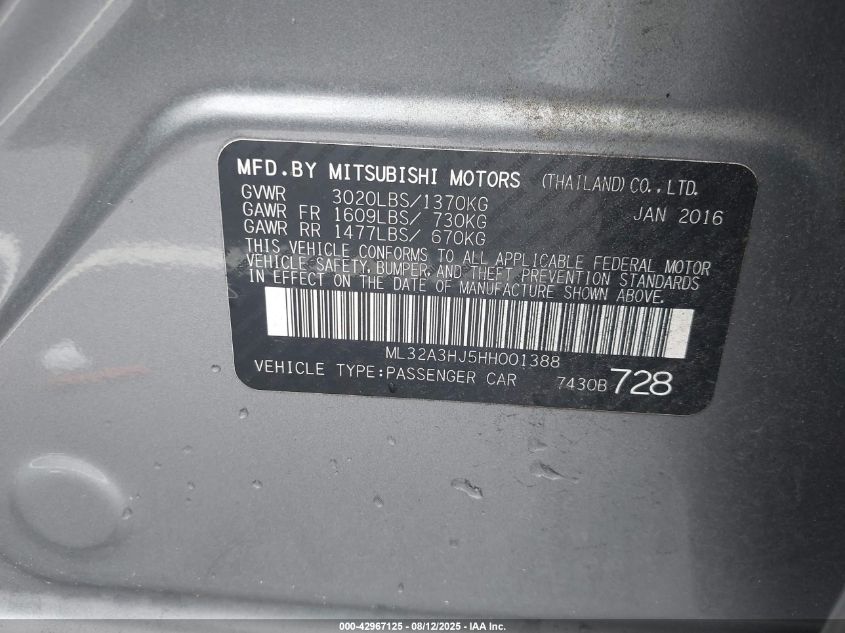 MFD.BY MITSUBISHI MOTORS (THAILAND)CO.,LTD.
GVWR 3020LBS/1370KG JAN 2016
GAWR FR 1609LBS/ 730KG
GAWR RR 1477LBS/ 670KG
THIS VEHICLE CONFORMS TO ALL APPLICABLE FEDERAL MOTOR
VEHICLE SAFETY, BUMPER, AND THEFT PREVENTION STANDARDS
IN EFFECT ON THE DATE OF MANUFACTURE SHOWN ABOVE.
ML32A3HJ5HH001388
VEHICLE TYPE:PASSENGER CAR 7430B 728
000-42967125 - 08/12/2025 - IAA Inc.